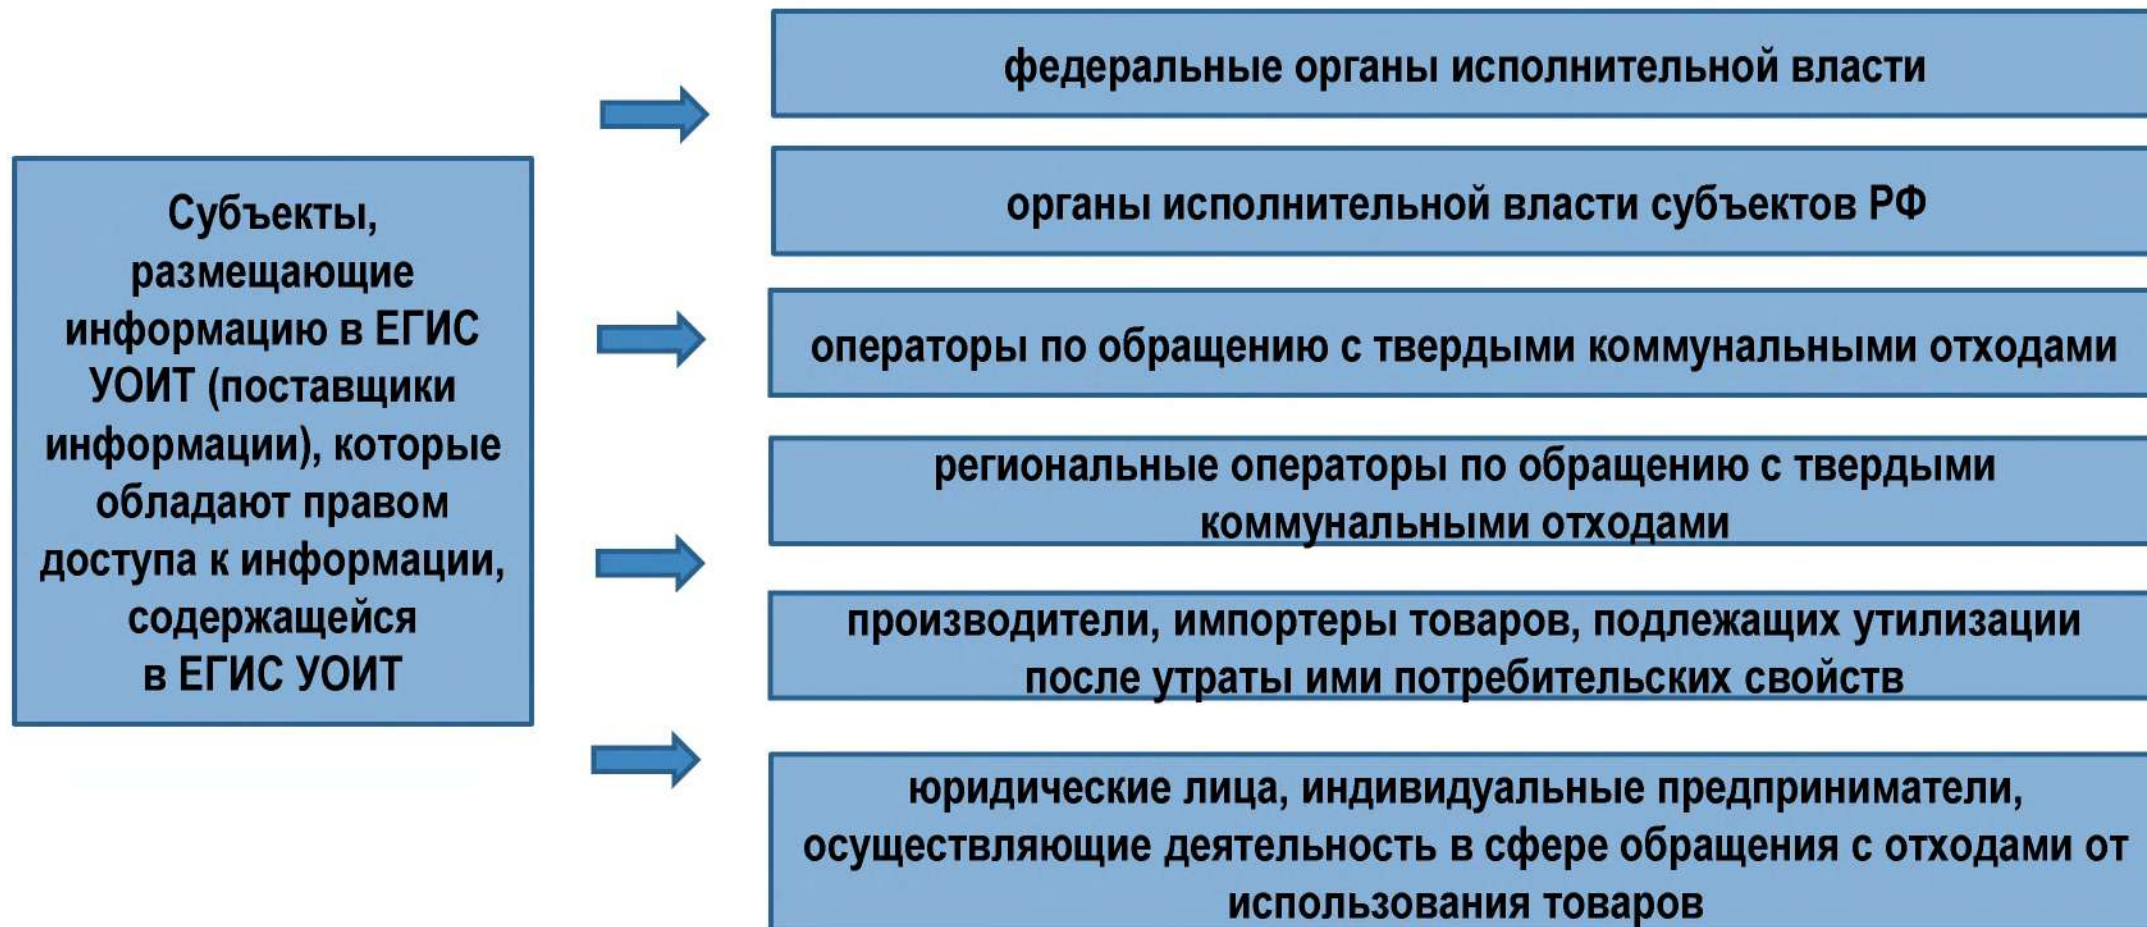 Субъекты,
размещающие
информацию в ЕГИС
УОИТ (поставщики
информации), которые
обладают правом
доступа к информации,
содержащейся
в ЕГИС УОИТ
федеральные органы исполнительной власти
органы исполнительной власти субъектов РФ
операторы по обращению с твердыми коммунальными отходами
региональные операторы по обращению с твердыми
коммунальными отходами
производители, импортеры товаров, подлежащих утилизации
после утраты ими потребительских свойств
юридические лица, индивидуальные предприниматели,
осуществляющие деятельность в сфере обращения с отходами от
использования товаров